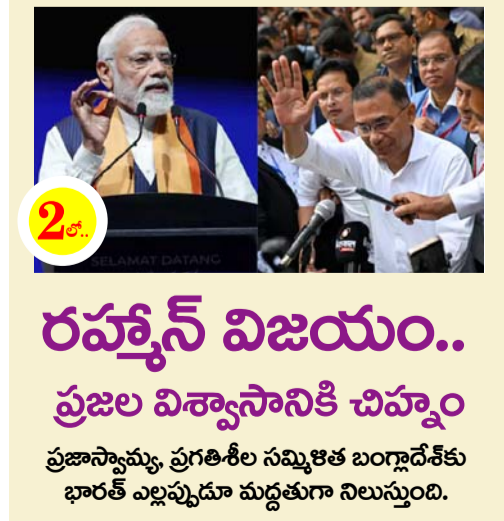 SELAMAT DATANG
2లో..
రహ్మాన్ విజయం..
ప్రజల విశ్వాసానికి చిహ్నం
ప్రజాస్వామ్య, ప్రగతిశీల సమ్మిళిత బంగ్లాదేశ్‌కు
భారత్ ఎల్లప్పుడూ మద్దతుగా నిలుస్తుంది.